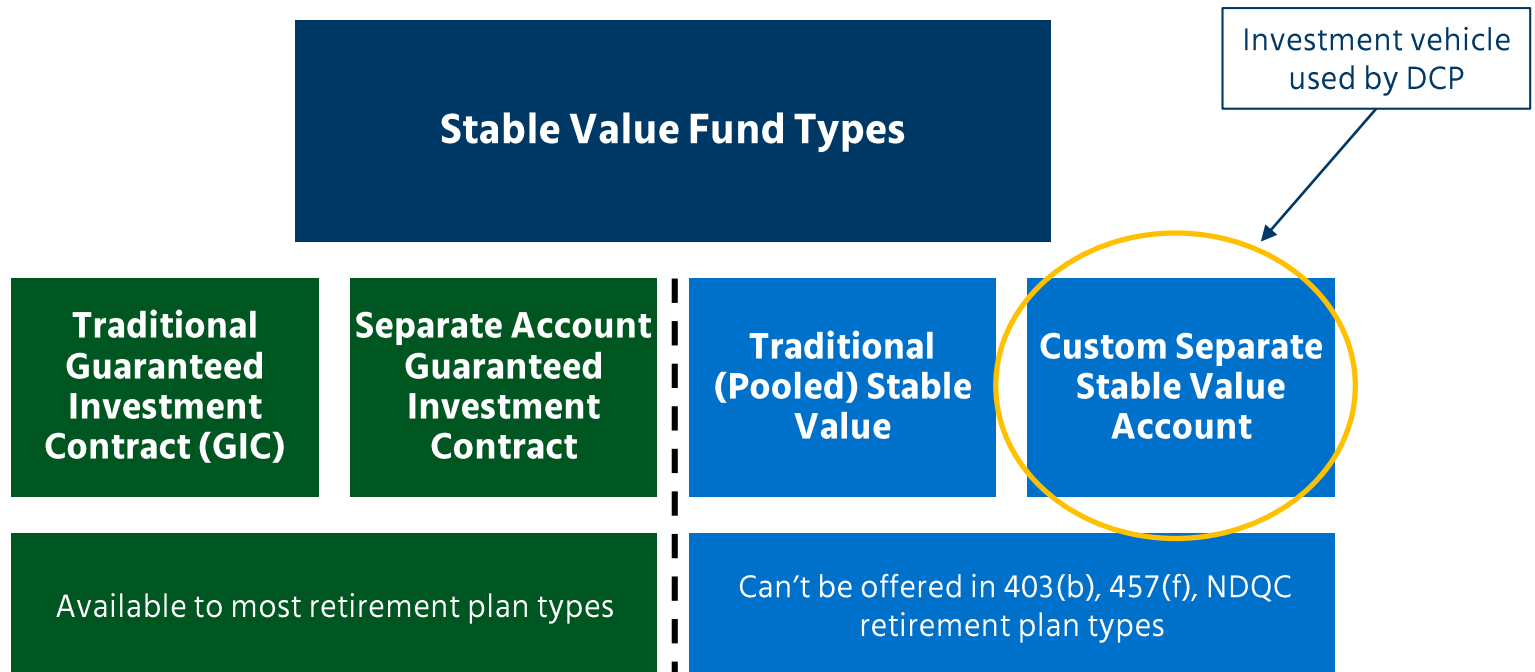 Investment vehicle
used by DCP
Stable Value Fund Types
Traditional
Guaranteed
Investment
Contract (GIC)
Separate Account
Guaranteed
Investment
Contract
Traditional
(Pooled) Stable
Value
Custom Separate
Stable Value
Account
Available to most retirement plan types
Can’t be offered in 403(b), 457(f), NDQC
retirement plan types